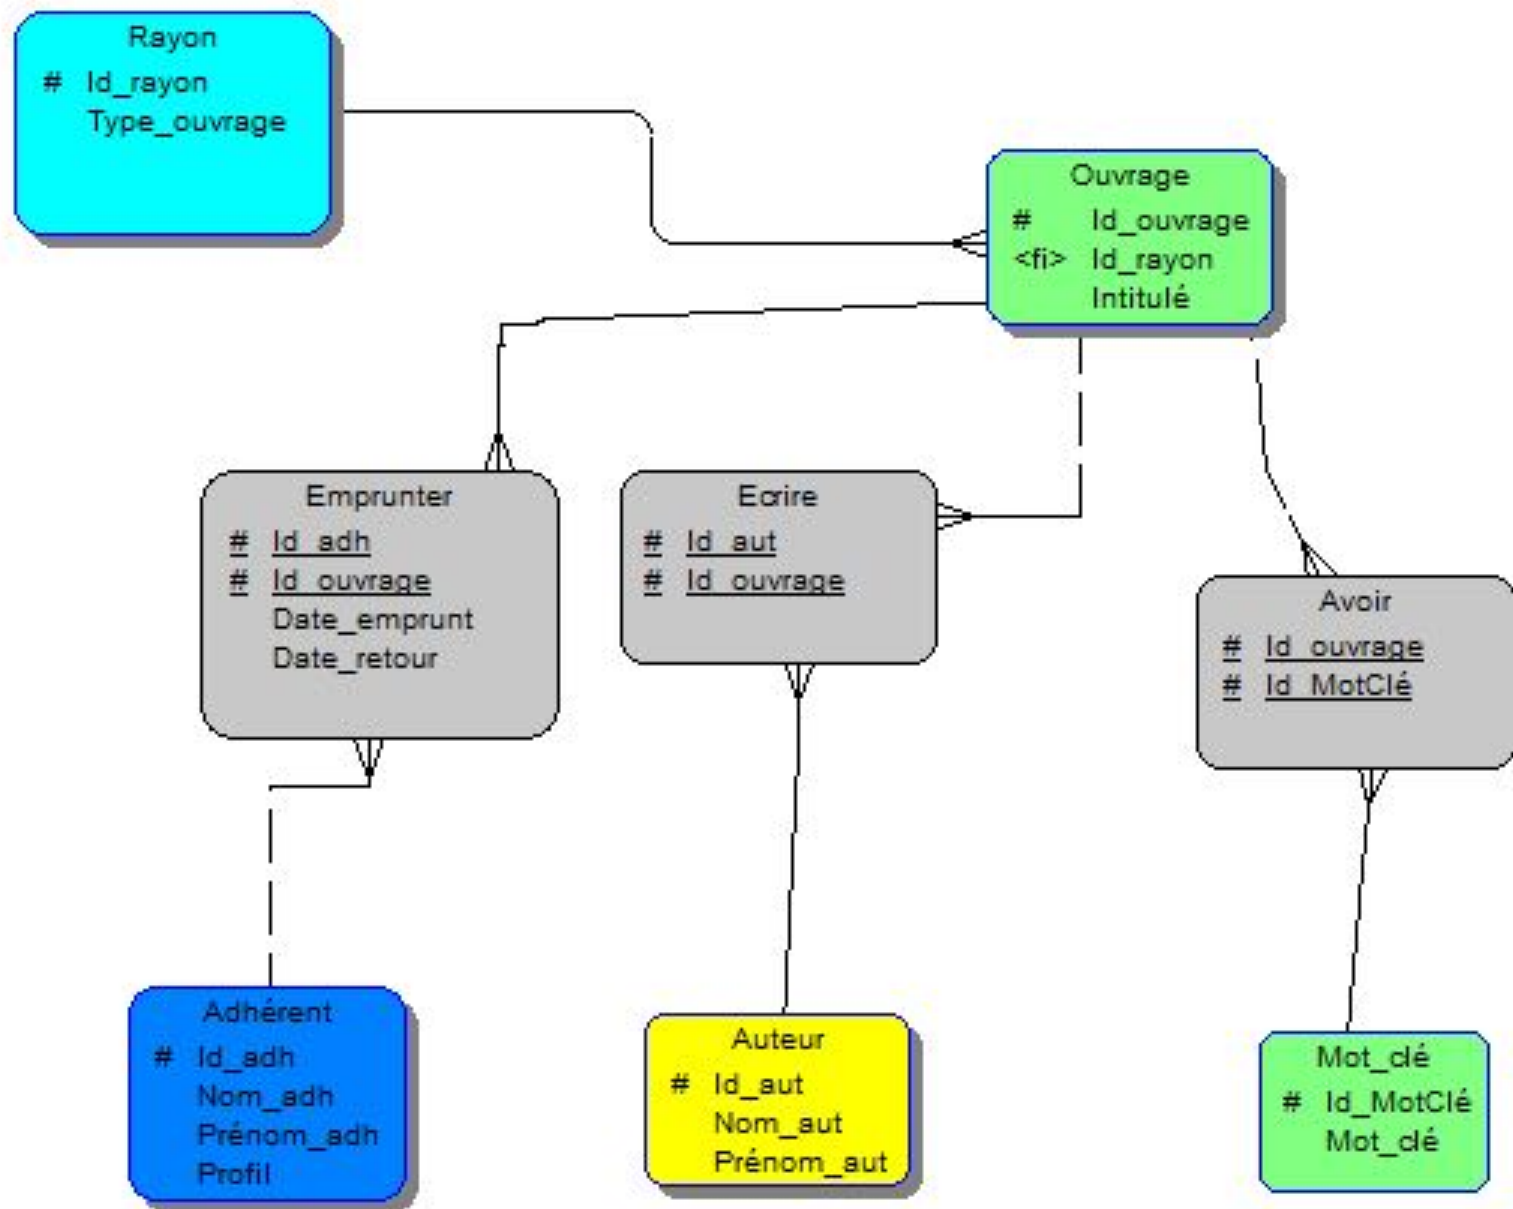 Rayon
# Id_rayon
Type_ouvrage
Ouvrage
# Id_ouvrage
<fi> Id_rayon
Intitulé
Emprunter
# Id_adh
# Id_ouvrage
Date_emprunt
Date_retour
Ecrire
# Id_aut
# Id_ouvrage
Avoir
# Id_ouvrage
# Id_MotClé
Adhérent
# Id_adh
Nom_adh
Prénom_adh
Profil
Auteur
# Id_aut
Nom_aut
Prénom_aut
Mot_clé
# Id_MotClé
Mot_clé